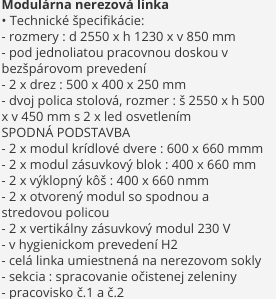 Modulárna nerezová linka
• Technické špecifikácie:
- rozmery : d 2550 x h 1230 x v 850 mm
- pod jednoliatou pracovnou doskou v
bezšpárovom prevedení
- 2 x drez : 500 x 400 x 250 mm
- dvoj polica stolová, rozmer : š 2550 x h 500
x v 450 mm s 2 x led osvetlením
SPODNÁ PODSTAVBA
- 2 x modul krídlové dvere : 600 x 660 mmm
- 2 x modul zásuvkový blok : 400 x 660 mm
- 2 x výklopný kôš : 400 x 660 nmm
- 2 x otvorený modul so spodnou a
stredovou policou
- 2 x vertikálny zásuvkový modul 230 V
- v hygienickom prevedení H2
- celá linka umiestnená na nerezovom sokly
- sekcia : spracovanie očistenej zeleniny
- pracovisko č.1 a č.2